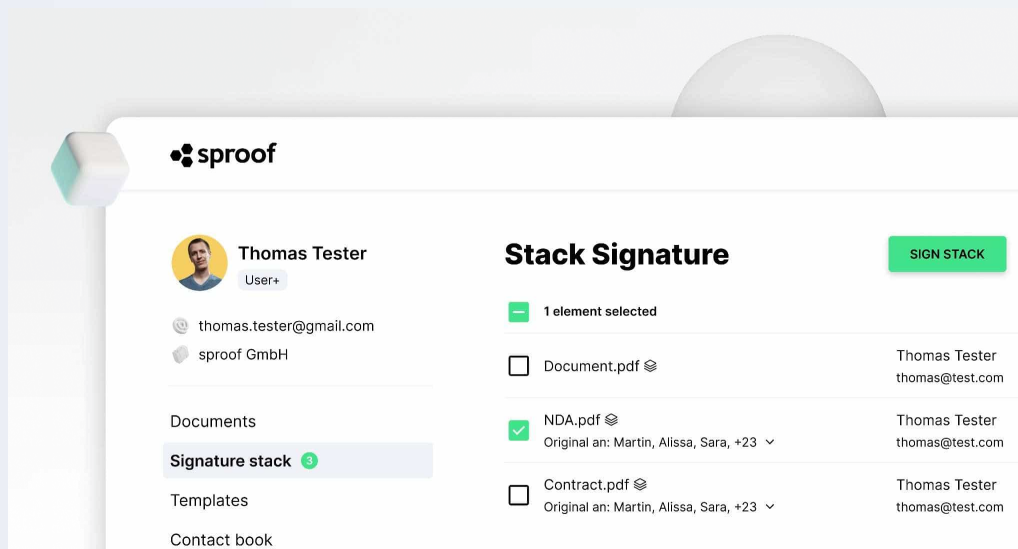 sproof
Thomas Tester
User+
thomas.tester@gmail.com
sproof GmbH
Documents
Signature stack 3
Templates
Contact book
Stack Signature
SIGN STACK
1 element selected
Document.pdf
Thomas Tester
thomas@test.com
NDA.pdf
Original an: Martin, Alissa, Sara, +23
Thomas Tester
thomas@test.com
Contract.pdf
Original an: Martin, Alissa, Sara, +23
Thomas Tester
thomas@test.com